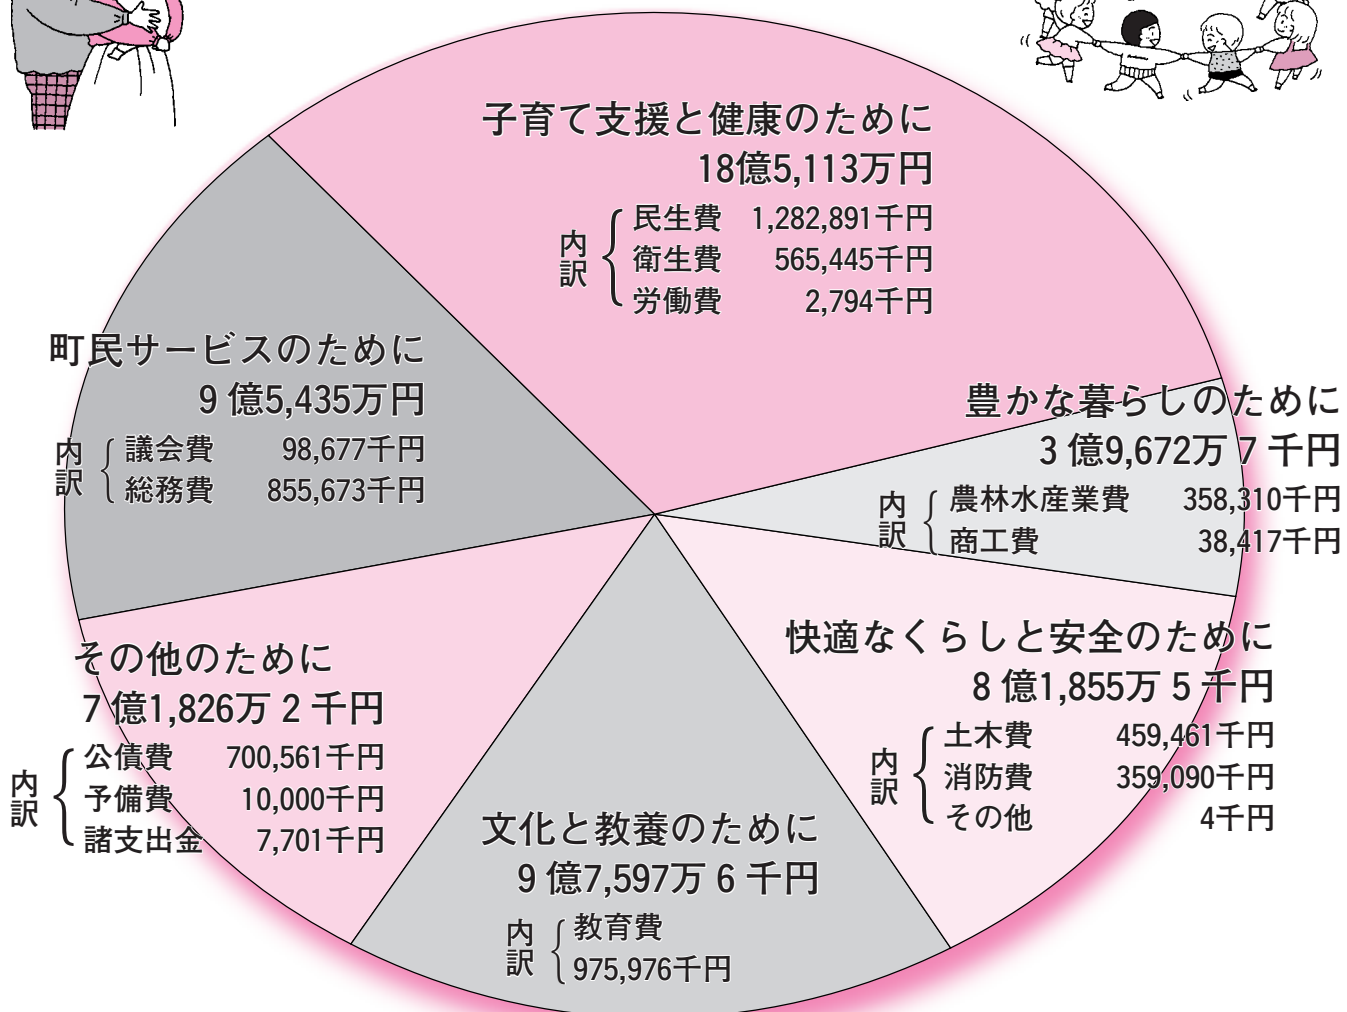 子育て支援と健康のために
18億5,113万円
内訳
民生費 1,282,891千円
衛生費 565,445千円
労働費 2,794千円
豊かな暮らしのために
3億9,672万7千円
内訳
農林水産業費 358,310千円
商工費 38,417千円
快適なくらしと安全のために
8億1,855万5千円
内訳
土木費 459,461千円
消防費 359,090千円
その他 4千円
文化と教養のために
9億7,597万6千円
内訳
教育費
975,976千円
その他のために
7億1,826万2千円
内訳
公債費 700,561千円
予備費 10,000千円
諸支出金 7,701千円
町民サービスのために
9億5,435万円
内訳
議会費 98,677千円
総務費 855,673千円